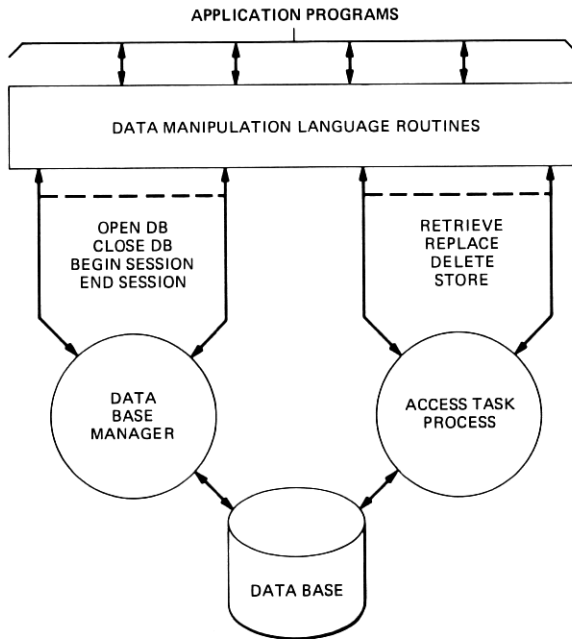 APPLICATION PROGRAMS
DATA MANIPULATION LANGUAGE ROUTINES
OPEN DB
CLOSE DB
BEGIN SESSION
END SESSION
RETRIEVE
REPLACE
DELETE
STORE
DATA
BASE
MANAGER
ACCESS TASK
PROCESS
DATA BASE